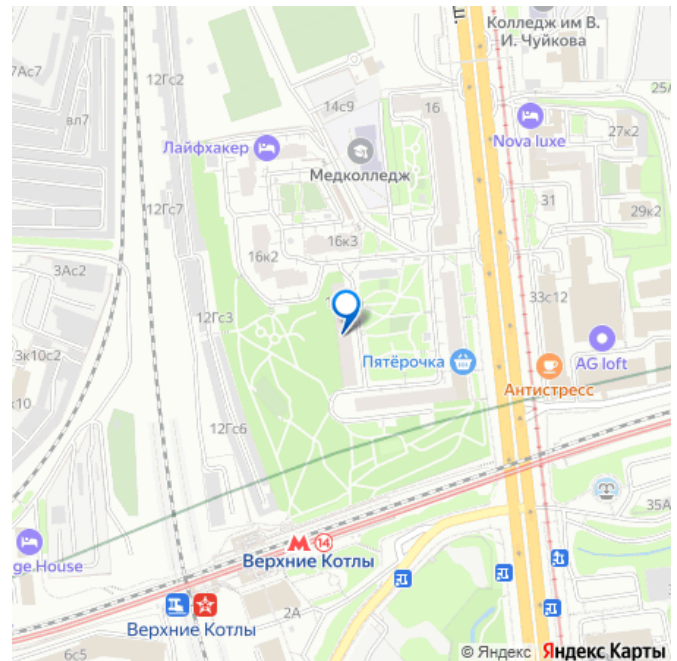 Колледж им В.
И. Чуйкова
ш.
7Ас7
12Гс2
вл7
14с9
16
25А
Nova luxe
27к2
Лайфхакер
Медколледж
12Гс7
31
29к2
16к3
16к2
3Ас2
33с12
12Гс3
3к10с2
Пятёрочка
AG loft
Антистресс
к10
12Гс6
35А
ge House
М 14
Верхние Котлы
2А
Верхние Котлы
6с5
© Яндекс Яндекс Карты